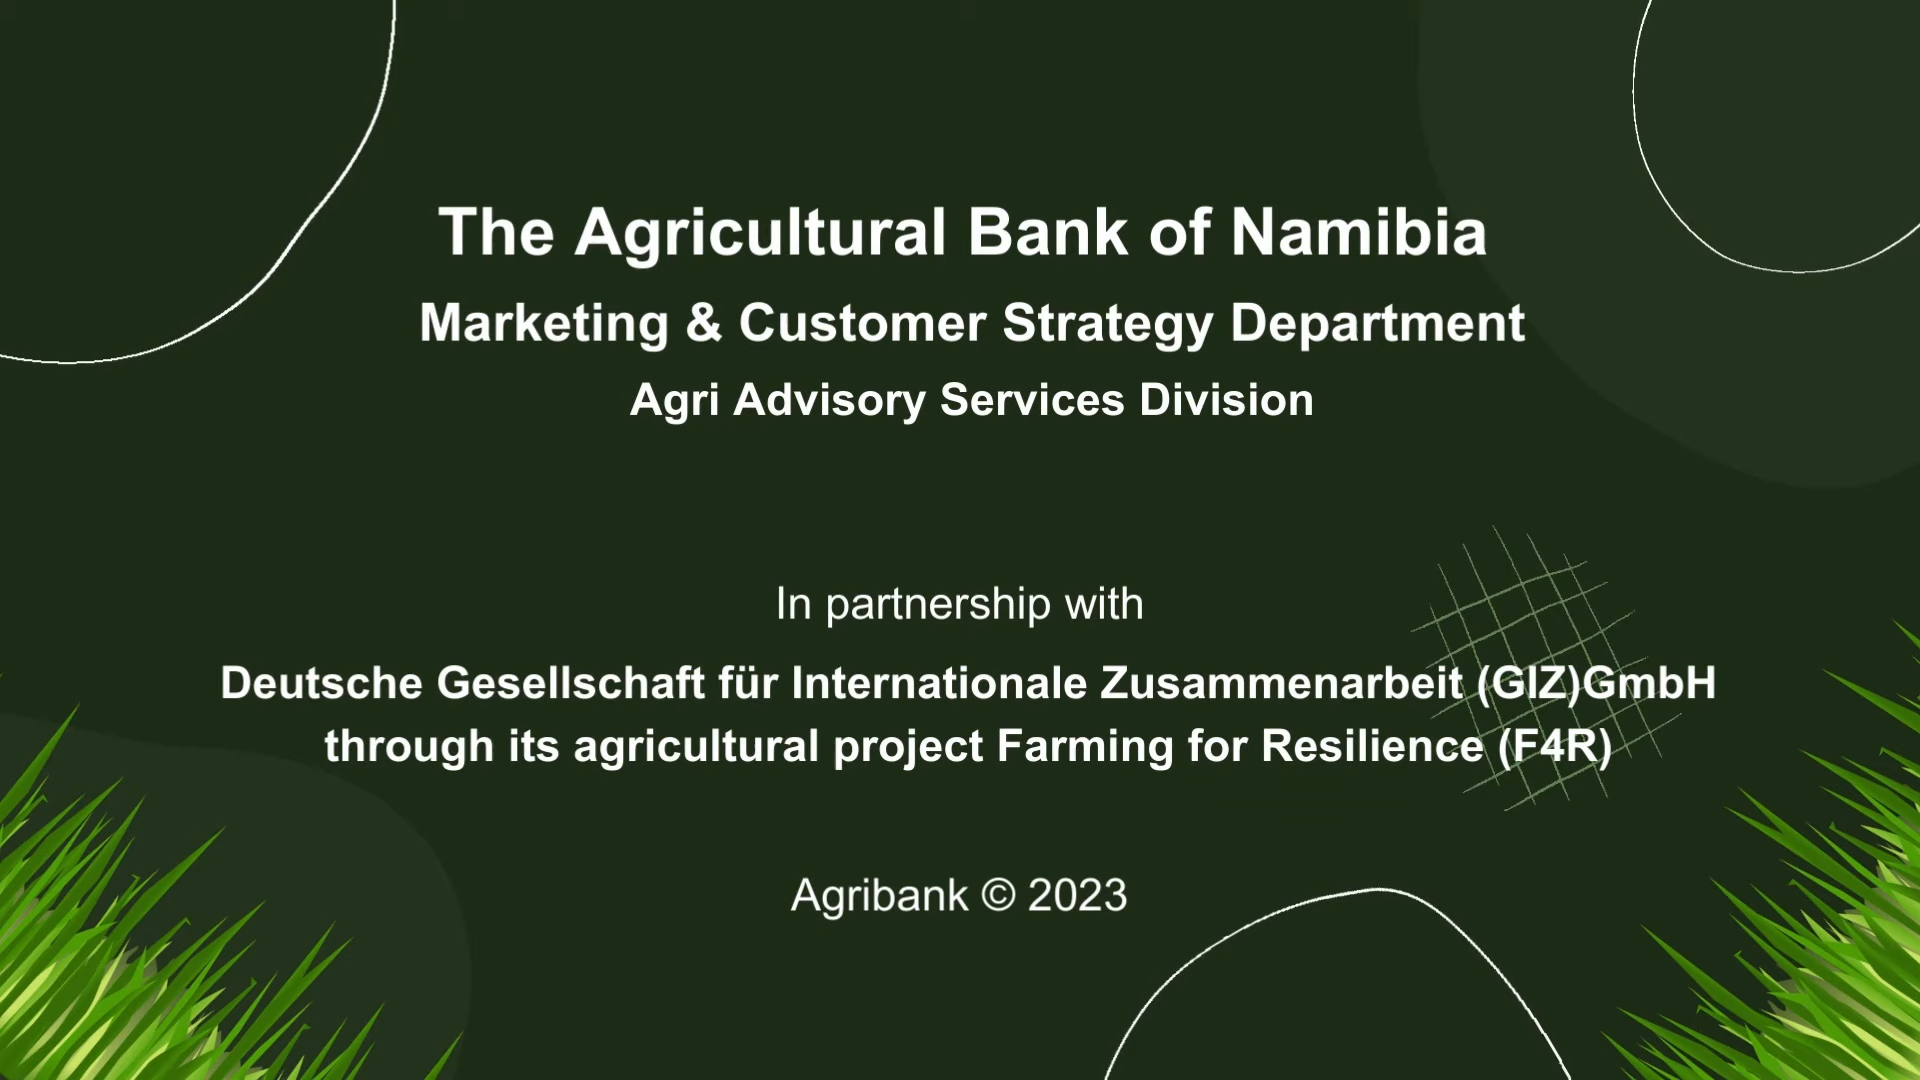 The Agricultural Bank of Namibia
Marketing & Customer Strategy Department
Agri Advisory Services Division
In partnership with
Deutsche Gesellschaft für Internationale Zusammenarbeit (GIZ)GmbH
through its agricultural project Farming for Resilience (F4R)
Agribank © 2023